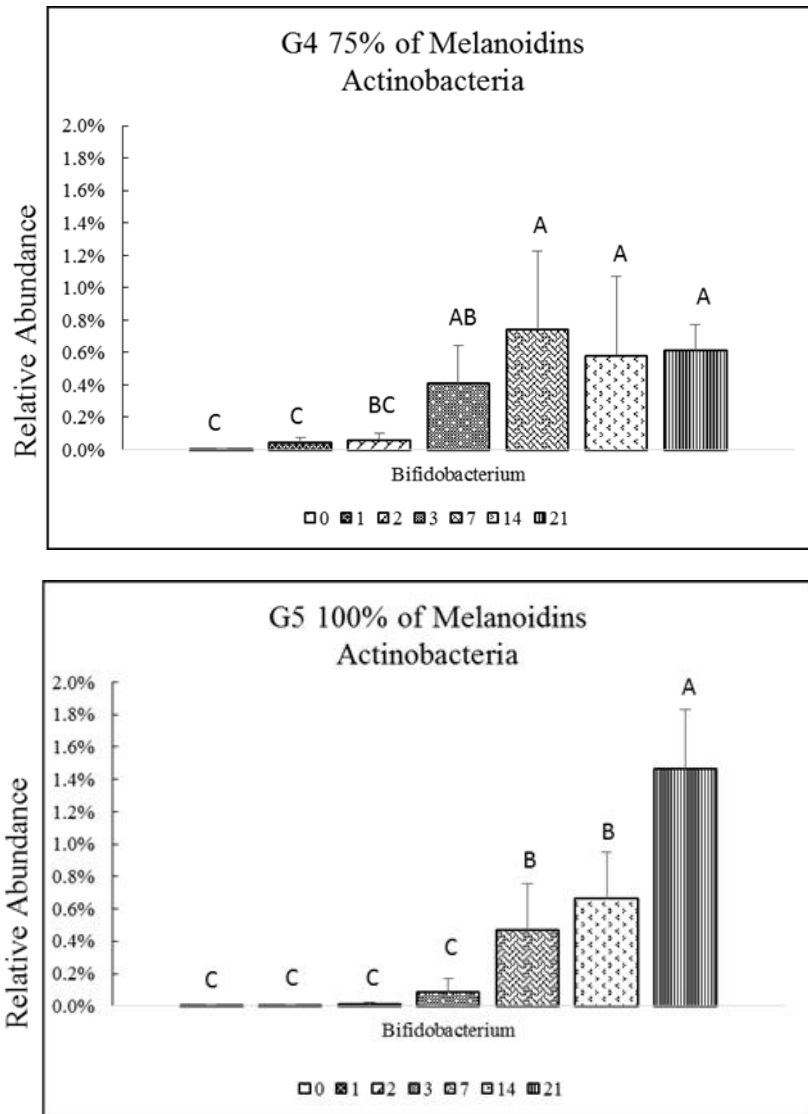 G4 75% of Melanoidins
Actinobacteria
Relative Abundance
2.0%
1.8%
1.6%
1.4%
1.2%
1.0%
0.8%
0.6%
0.4%
0.2%
0.0%
C
C
BC
AB
A
A
A
Bifidobacterium
0 1 2 3 7 14 21
G5 100% of Melanoidins
Actinobacteria
Relative Abundance
2.0%
1.8%
1.6%
1.4%
1.2%
1.0%
0.8%
0.6%
0.4%
0.2%
0.0%
C
C
C
C
B
B
A
Bifidobacterium
0 1 2 3 7 14 21